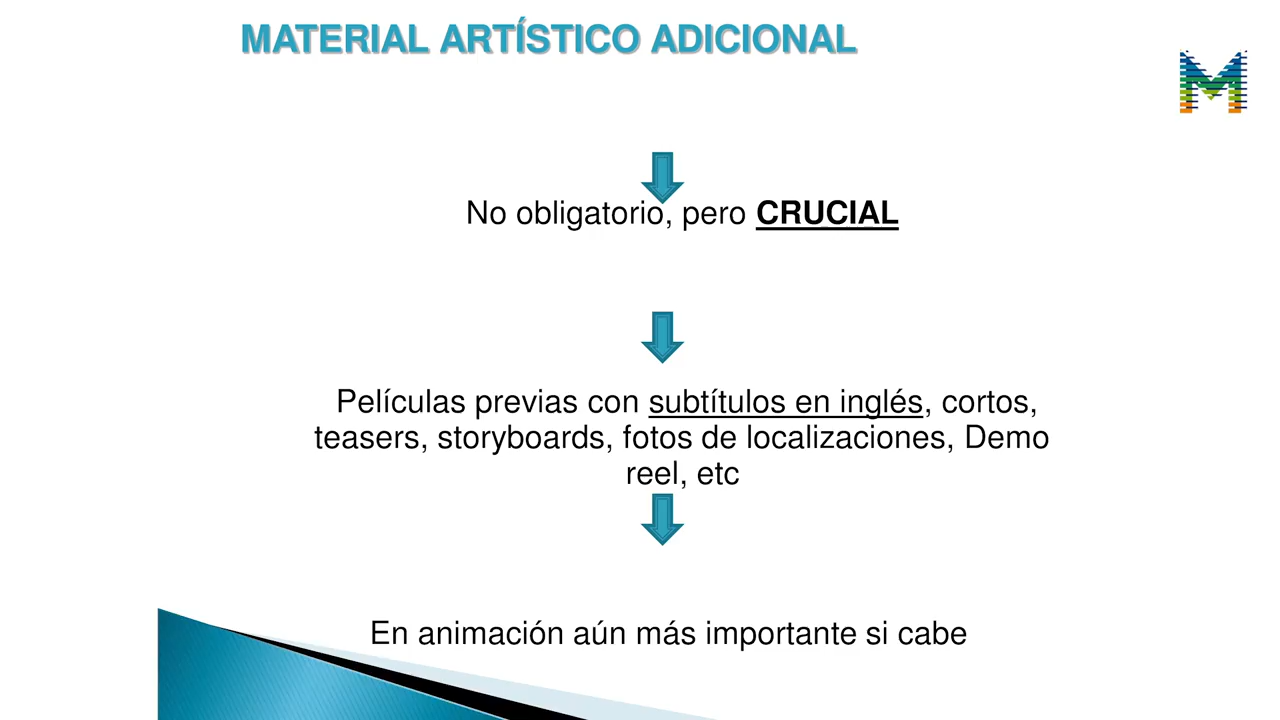 MATERIAL ARTÍSTICO ADICIONAL
No obligatorio, pero CRUCIAL
Películas previas con subtítulos en inglés, cortos,
teasers, storyboards, fotos de localizaciones, Demo
reel, etc
En animación aún más importante si cabe